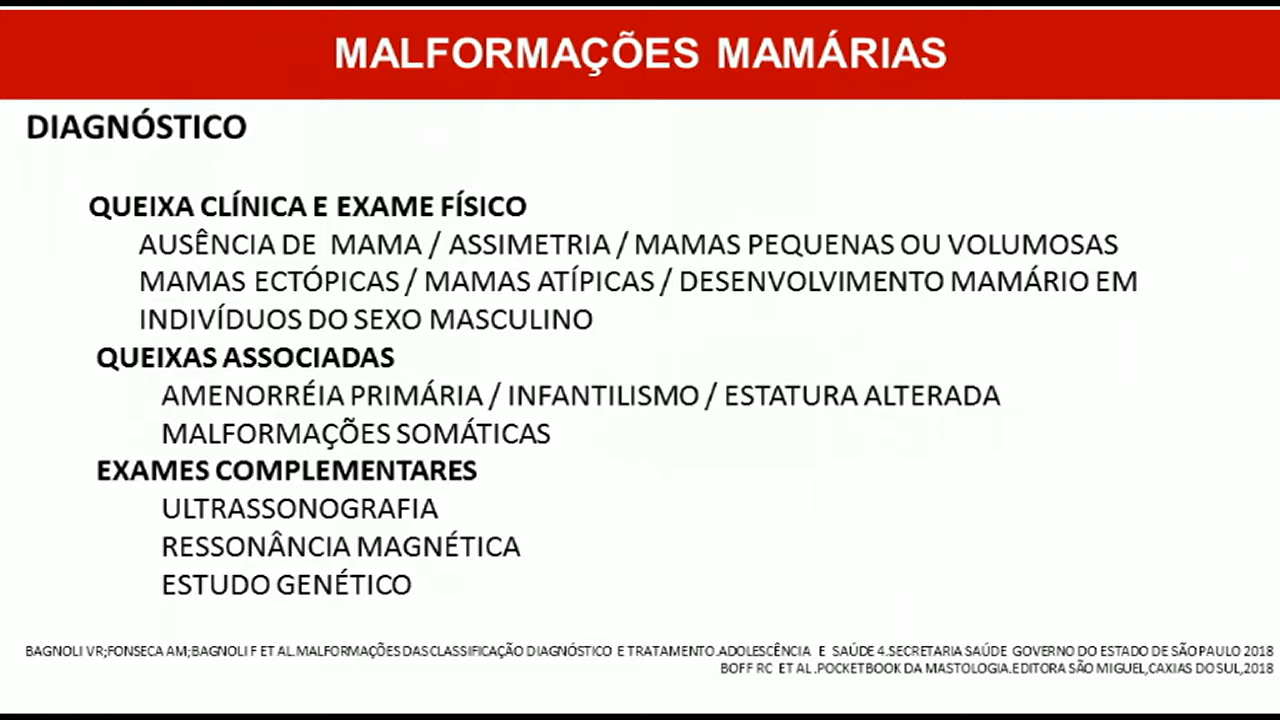 MALFORMAÇÕES MAMÁRIAS
DIAGNÓSTICO
QUEIXA CLÍNICA E EXAME FÍSICO
AUSÊNCIA DE MAMA / ASSIMETRIA / MAMAS PEQUENAS OU VOLUMOSAS
MAMAS ECTÓPICAS / MAMAS ATÍPICAS / DESENVOLVIMENTO MAMÁRIO EM
INDIVÍDUOS DO SEXO MASCULINO
QUEIXAS ASSOCIADAS
AMENORRÉIA PRIMÁRIA / INFANTILISMO / ESTATURA ALTERADA
MALFORMAÇÕES SOMÁTICAS
EXAMES COMPLEMENTARES
ULTRASSONOGRAFIA
RESSONÂNCIA MAGNÉTICA
ESTUDO GENÉTICO
BAGNOLI VR;FONSECA AM;BAGNOLI F ET AL.MALFORMAÇÕES DAS CLASSIFICAÇÃO DIAGNÓSTICO E TRATAMENTO.ADOLESCÊNCIA E SAÚDE 4.SECRETARIA SAÚDE GOVERNO DO ESTADO DE SÃO PAULO 2018
BOFF RC ET AL .POCKETBOOK DA MASTOLOGIA.EDITORA SÃO MIGUEL,CAXIAS DO SUL,2018